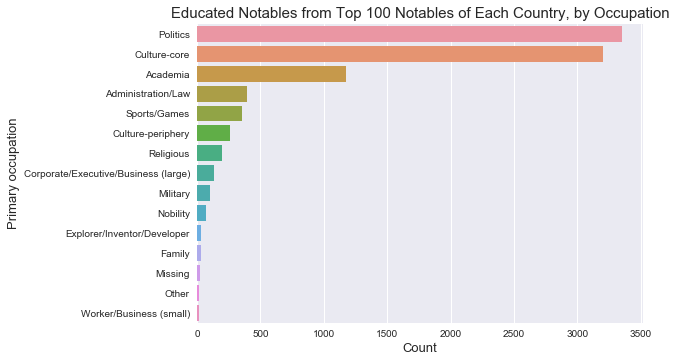 Educated Notables from Top 100 Notables of Each Country, by Occupation
Primary occupation
Politics
Culture-core
Academia
Administration/Law
Sports/Games
Culture-periphery
Religious
Corporate/Executive/Business (large)
Military
Nobility
Explorer/Inventor/Developer
Family
Missing
Other
Worker/Business (small)
0 500 1000 1500 2000 2500 3000 3500
Count